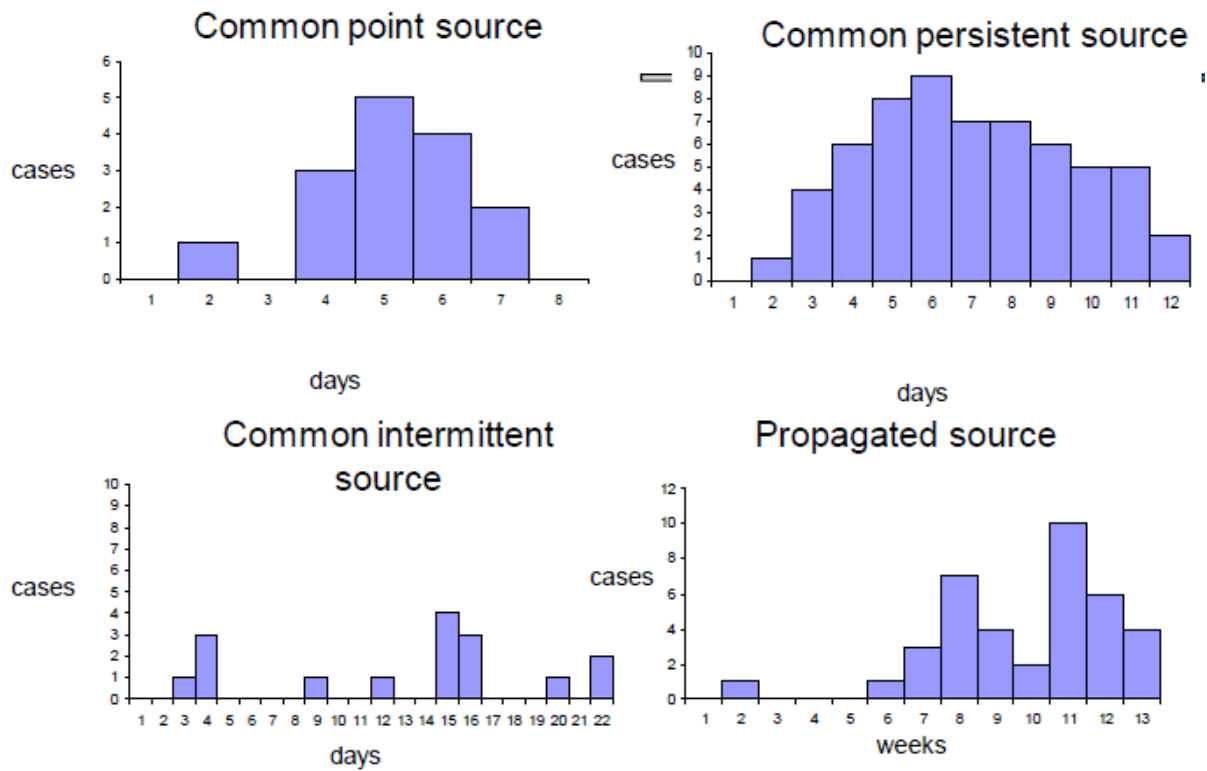 Common point source
6
5
4
3
2
1
0
cases
1 2 3 4 5 6 7 8
days
Common persistent source
10
9
8
7
6
5
4
3
2
1
0
cases
1 2 3 4 5 6 7 8 9 10 11 12
days
Common intermittent
source
10
9
8
7
6
5
4
3
2
1
0
cases
1 2 3 4 5 6 7 8 9 10 11 12 13 14 15 16 17 18 19 20 21 22
days
Propagated source
12
10
8
6
4
2
0
cases
1 2 3 4 5 6 7 8 9 10 11 12 13
weeks